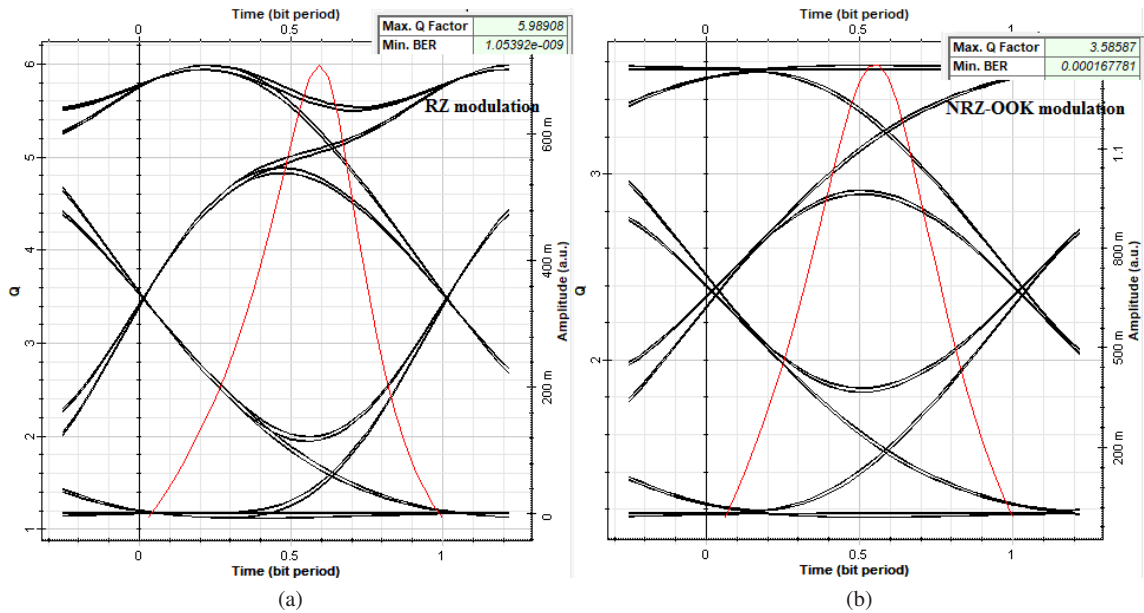 Time (bit period)
0 0.5 1
Max. Q Factor 5.98908
Min. BER 1.05392e-009
RZ modulation
Q
1 2 3 4 5 6
Amplitude (a.u.)
0 200 m 400 m 600 m
0 0.5 1
Time (bit period)
(a)
Time (bit period)
0 0.5 1
Max. Q Factor 3.58587
Min. BER 0.000167781
NRZ-OOK modulation
Q
2 3
Amplitude (a.u.)
200 m 500 m 800 m 1.1
0 0.5 1
Time (bit period)
(b)